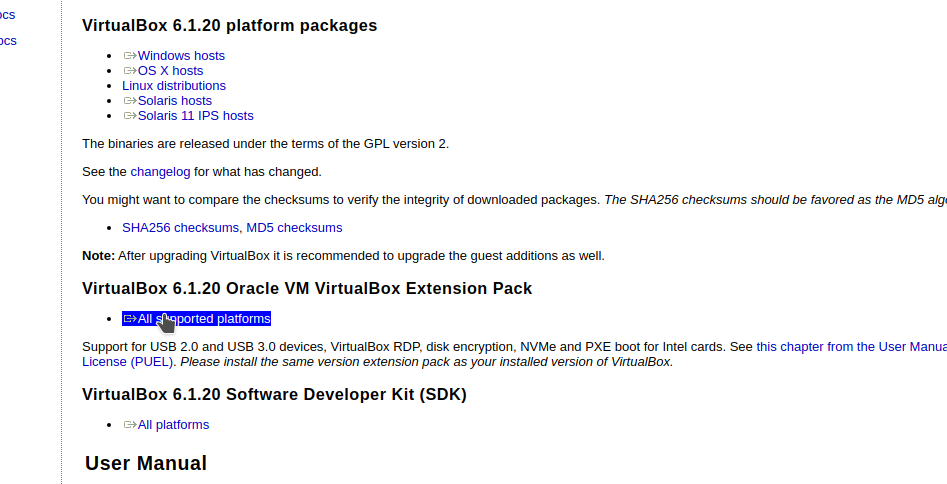 ocs
ocs
VirtualBox 6.1.20 platform packages
Windows hosts
OS X hosts
Linux distributions
Solaris hosts
Solaris 11 IPS hosts
The binaries are released under the terms of the GPL version 2.
See the changelog for what has changed.
You might want to compare the checksums to verify the integrity of downloaded packages. The SHA256 checksums should be favored as the MD5 algo
SHA256 checksums, MD5 checksums
Note: After upgrading VirtualBox it is recommended to upgrade the guest additions as well.
VirtualBox 6.1.20 Oracle VM VirtualBox Extension Pack
All supported platforms
Support for USB 2.0 and USB 3.0 devices, VirtualBox RDP, disk encryption, NVMe and PXE boot for Intel cards. See this chapter from the User Manua
License (PUEL). Please install the same version extension pack as your installed version of VirtualBox.
VirtualBox 6.1.20 Software Developer Kit (SDK)
All platforms
User Manual